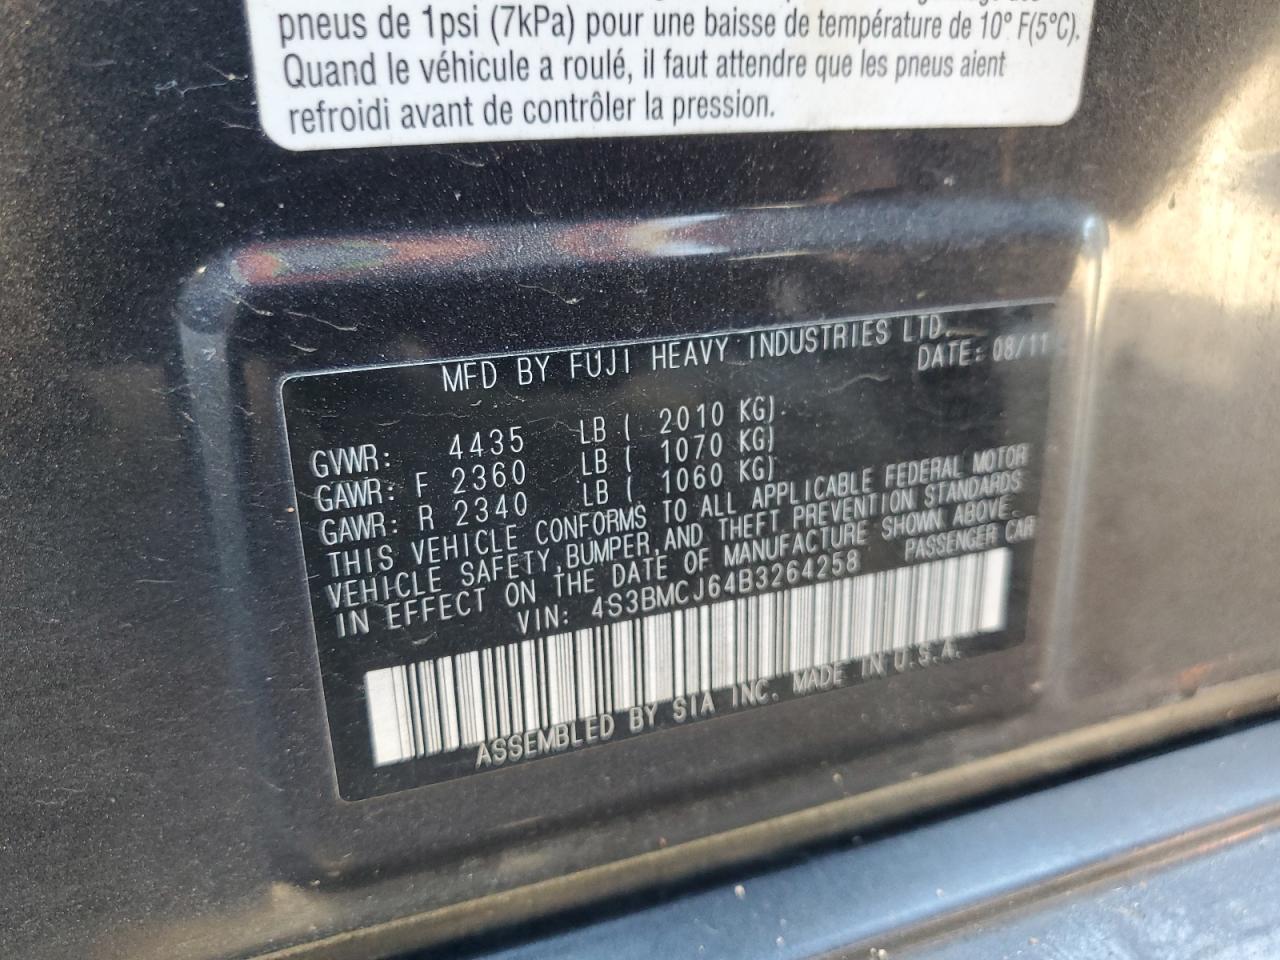 pneus de 1psi (7kPa) pour une baisse de température de 10° F(5°C).
Quand le véhicule a roulé, il faut attendre que les pneus aient
refroidi avant de contrôler la pression.
MFD BY FUJI HEAVY INDUSTRIES LTD.
DATE: 08/11
GVWR: 4435 LB ( 2010 KG)
GAWR: F 2360 LB ( 1070 KG)
GAWR: R 2340 LB ( 1060 KG)
THIS VEHICLE CONFORMS TO ALL APPLICABLE FEDERAL MOTOR
VEHICLE SAFETY,BUMPER,AND THEFT PREVENTION STANDARDS
IN EFFECT ON THE DATE OF MANUFACTURE SHOWN ABOVE.
VIN: 4S3BMCJ64B3264258 PASSENGER CAR
ASSEMBLED BY SIA INC. MADE IN U.S.A.